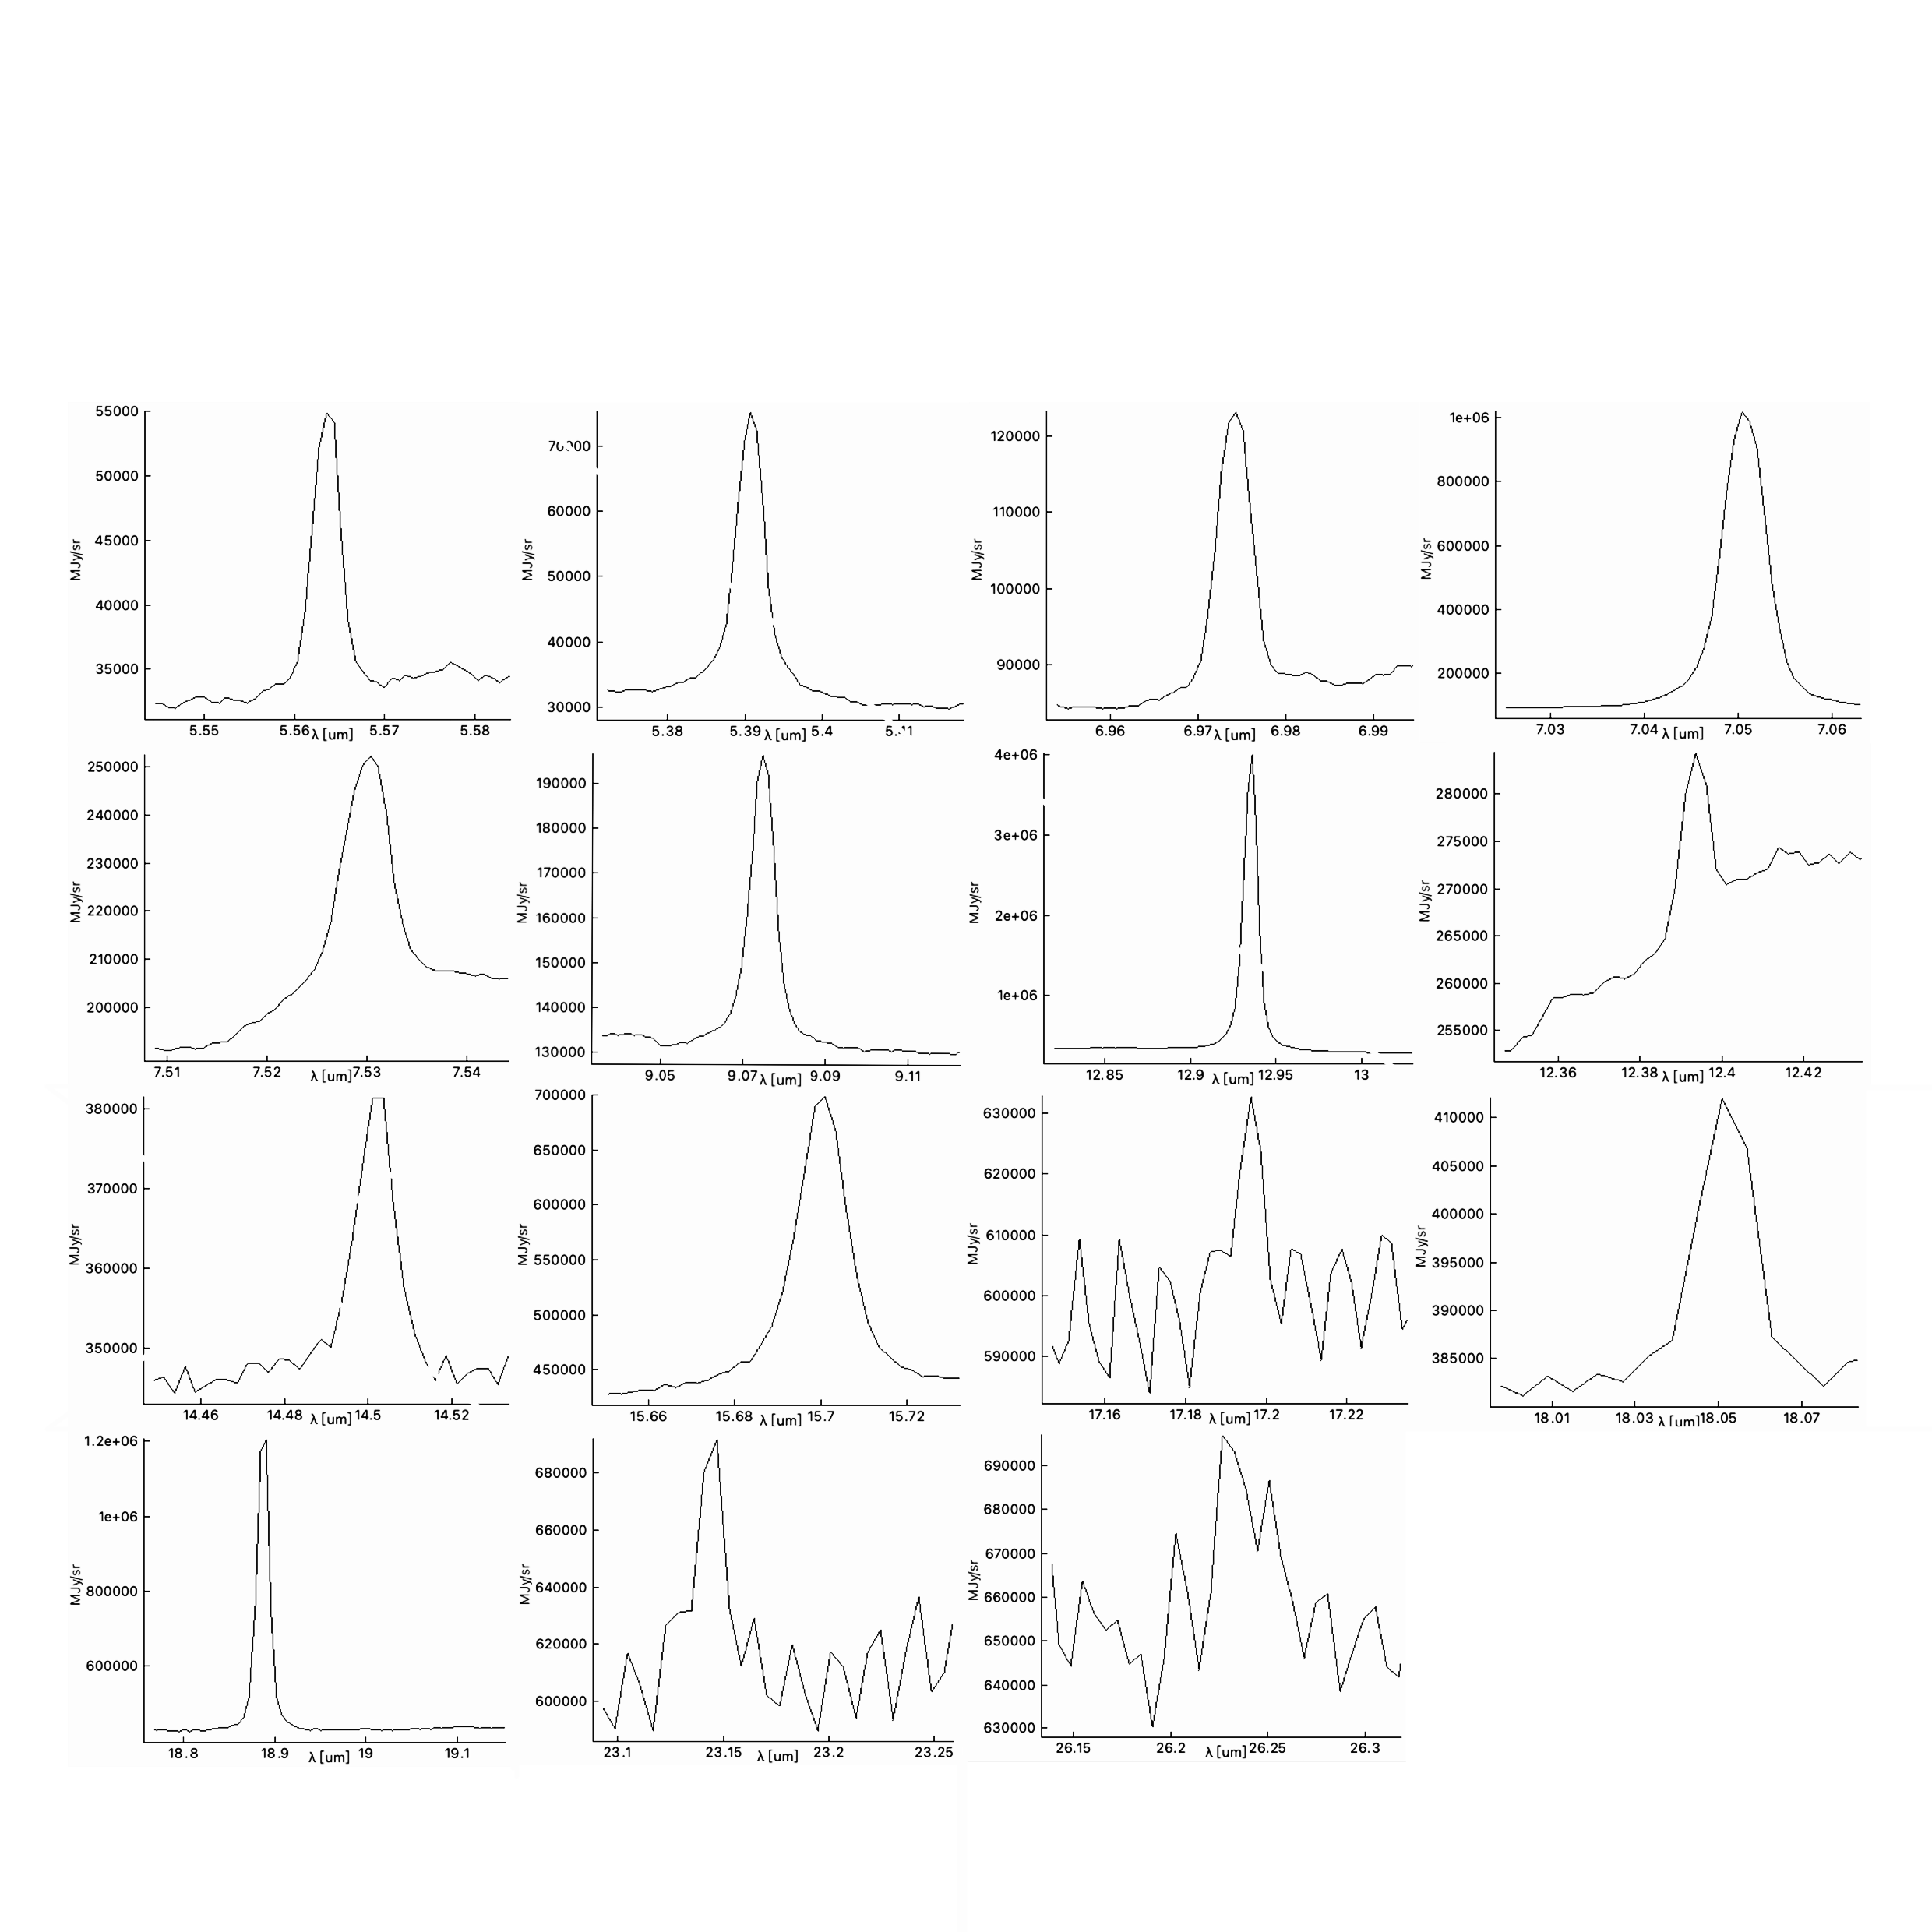 55000
50000
45000
40000
35000
MJy/sr
5.55 5.56 5.57 5.58
λ [um]
60000
50000
40000
30000
MJy/sr
5.38 5.39 5.4
λ [um]
120000
110000
100000
90000
MJy/sr
6.96 6.97 6.98 6.99
λ [um]
1e+06
800000
600000
400000
200000
MJy/sr
7.03 7.04 7.05 7.06
λ [um]
250000
240000
230000
220000
210000
200000
MJy/sr
7.51 7.52 7.53 7.54
λ [um]
190000
180000
170000
160000
150000
140000
130000
MJy/sr
9.05 9.07 9.09 9.11
λ [um]
4e+06
3e+06
2e+06
1e+06
MJy/sr
12.85 12.9 12.95 13
λ [um]
280000
275000
270000
265000
260000
255000
MJy/sr
12.36 12.38 12.4 12.42
λ [um]
380000
370000
360000
350000
MJy/sr
14.46 14.48 14.5 14.52
λ [um]
700000
650000
600000
550000
500000
450000
MJy/sr
15.66 15.68 15.7 15.72
λ [um]
630000
620000
610000
600000
590000
MJy/sr
17.16 17.18 17.2 17.22
λ [um]
410000
405000
400000
395000
390000
385000
MJy/sr
18.01 18.03 18.05 18.07
λ [um]
1.2e+06
1e+06
800000
600000
MJy/sr
18.8 18.9 19 19.1
λ [um]
680000
660000
640000
620000
600000
MJy/sr
23.1 23.15 23.2 23.25
λ [um]
690000
680000
670000
660000
650000
640000
630000
MJy/sr
26.15 26.2 26.25 26.3
λ [um]